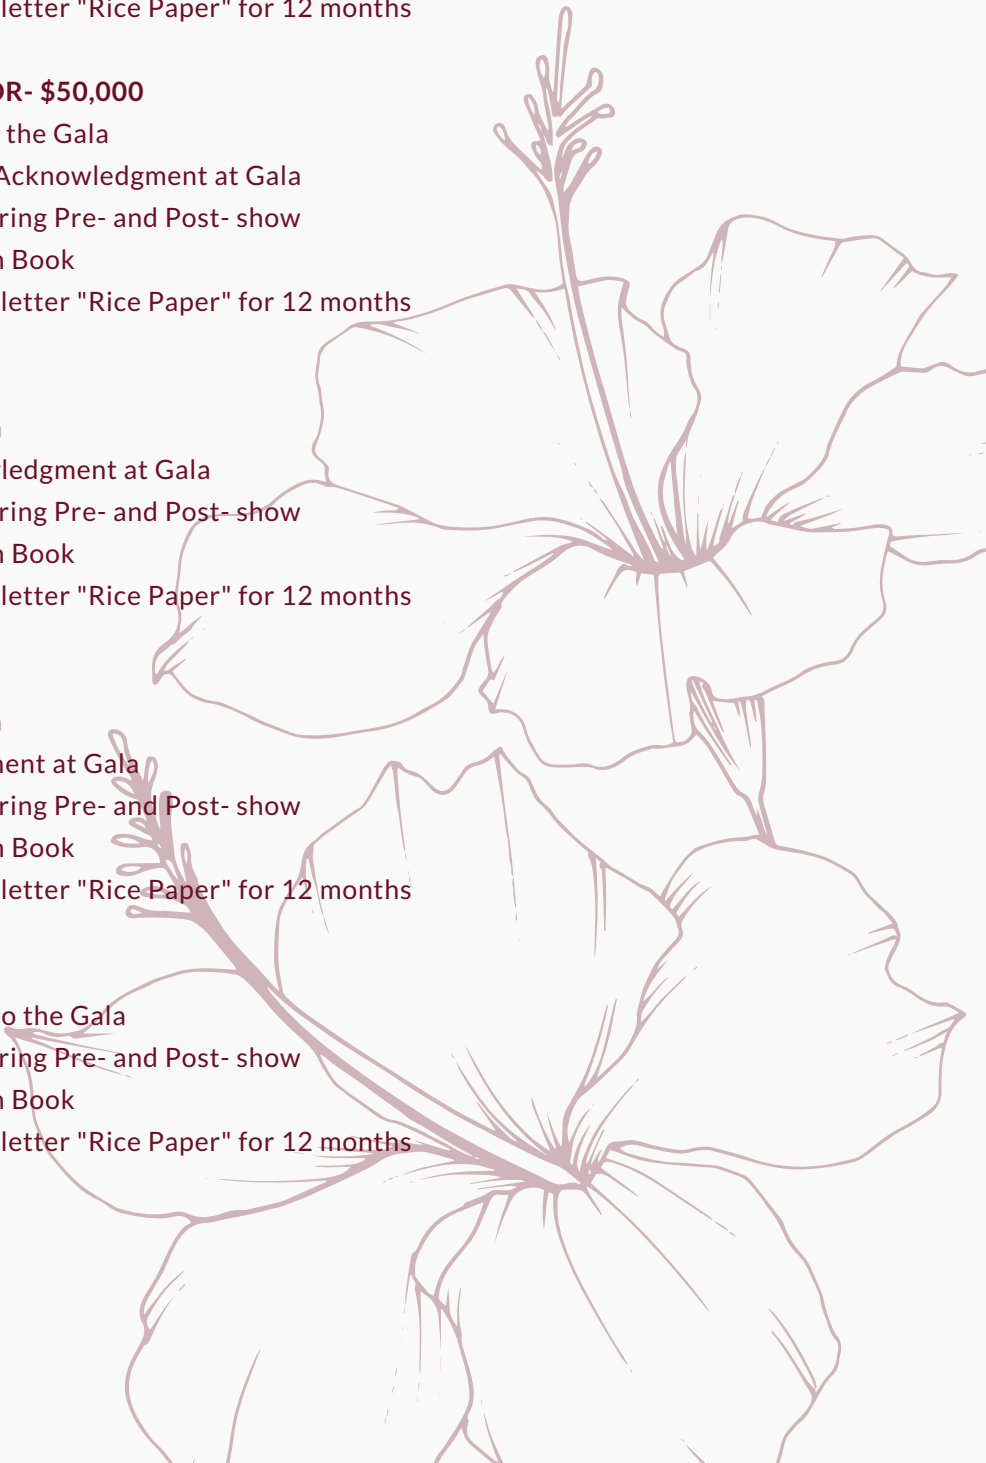 letter "Rice Paper" for 12 months
OR- $50,000
the Gala
Acknowledgment at Gala
ring Pre- and Post- show
n Book
letter "Rice Paper" for 12 months
ledgment at Gala
ring Pre- and Post- show
n Book
letter "Rice Paper" for 12 months
ment at Gala
ring Pre- and Post- show
n Book
letter "Rice Paper" for 12 months
o the Gala
ring Pre- and Post- show
n Book
letter "Rice Paper" for 12 months